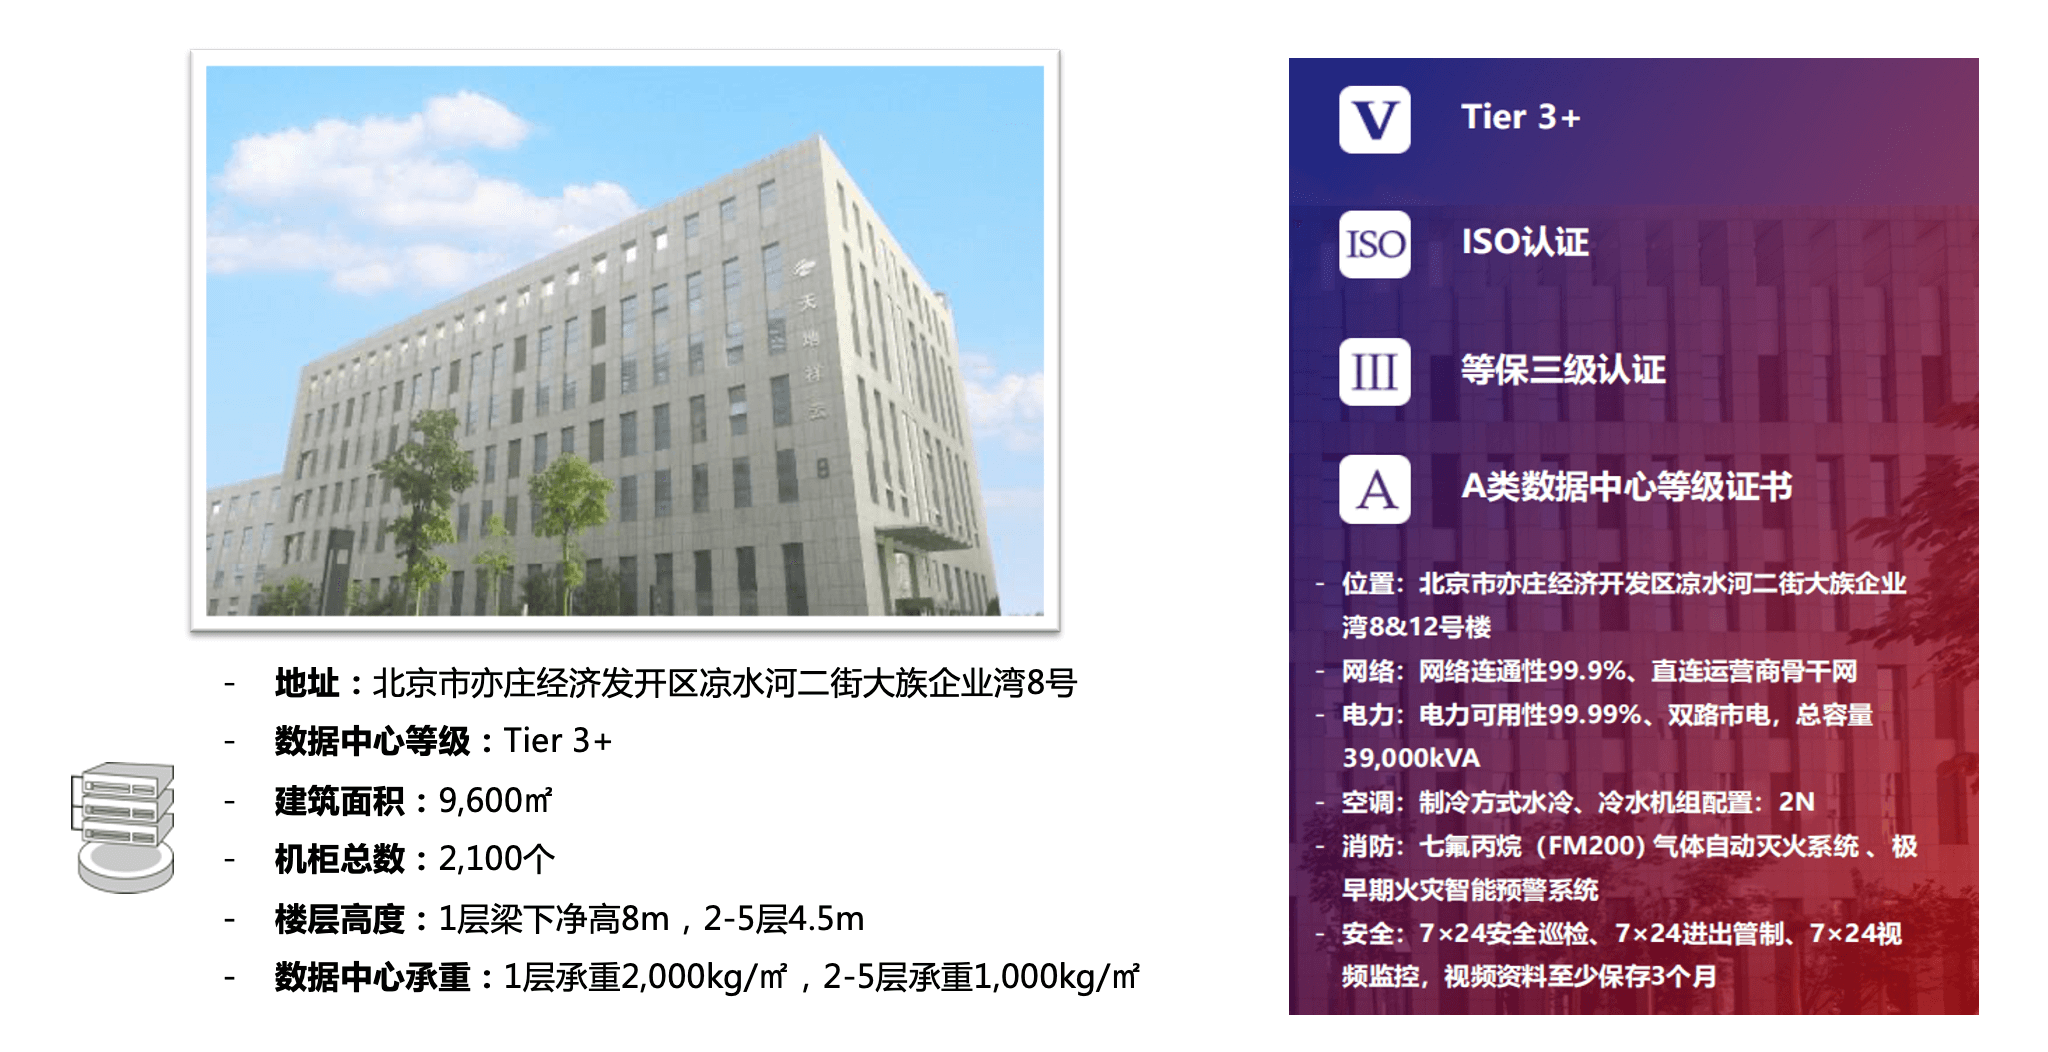 天
地
祥
云
8
- 地址：北京市亦庄经济发开区凉水河二街大族企业湾8号
- 数据中心等级：Tier 3+
- 建筑面积：9,600㎡
- 机柜总数：2,100个
- 楼层高度：1层梁下净高8m，2-5层4.5m
- 数据中心承重：1层承重2,000kg/㎡，2-5层承重1,000kg/㎡
V Tier 3+
ISO ISO认证
III 等保三级认证
A A类数据中心等级证书
- 位置：北京市亦庄经济开发区凉水河二街大族企业
湾8&12号楼
- 网络：网络连通性99.9%、直连运营商骨干网
- 电力：电力可用性99.99%、双路市电，总容量
39,000kVA
- 空调：制冷方式水冷、冷水机组配置：2N
- 消防：七氟丙烷（FM200) 气体自动灭火系统 、极
早期火灾智能预警系统
- 安全：7×24安全巡检、7×24进出管制、7×24视
频监控，视频资料至少保存3个月